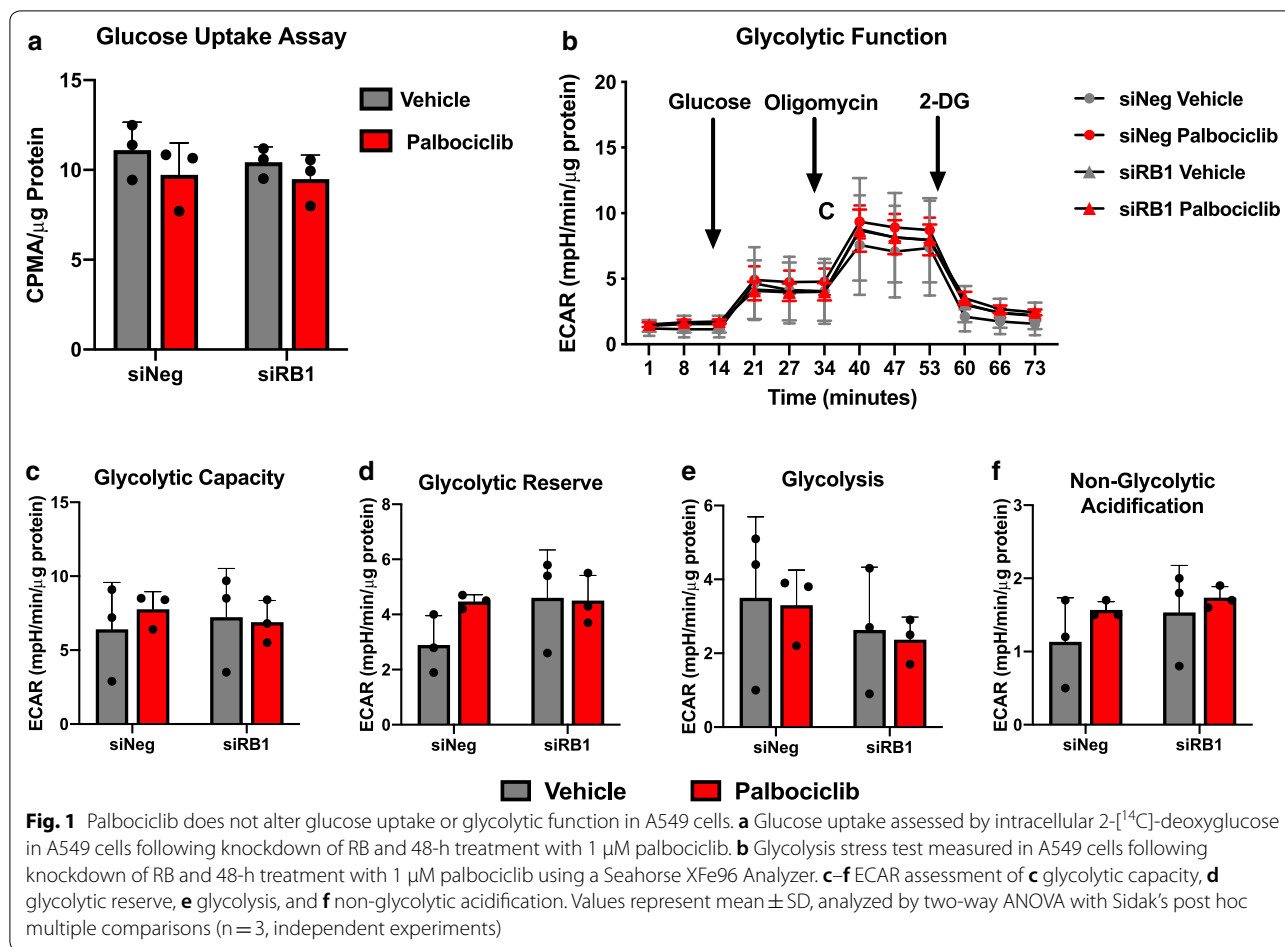 a
Glucose Uptake Assay
CPMA/µg Protein
15
10
5
0
siNeg
siRB1
Vehicle
Palbociclib
b
Glycolytic Function
ECAR (mpH/min/µg protein)
20
15
10
5
0
Glucose
Oligomycin
2-DG
C
1 8 14 21 27 34 40 47 53 60 66 73
Time (minutes)
siNeg Vehicle
siNeg Palbociclib
siRB1 Vehicle
siRB1 Palbociclib
c
Glycolytic Capacity
ECAR (mpH/min/µg protein)
15
10
5
0
siNeg
siRB1
d
Glycolytic Reserve
ECAR (mpH/min/µg protein)
8
6
4
2
siNeg
siRB1
e
Glycolysis
ECAR (mpH/min/µg protein)
6
4
2
0
siNeg
siRB1
f
Non-Glycolytic
Acidification
ECAR (mpH/min/µg protein)
3
2
1
0
siNeg
siRB1
Vehicle
Palbociclib
Fig. 1 Palbociclib does not alter glucose uptake or glycolytic function in A549 cells. a Glucose uptake assessed by intracellular 2-[¹⁴C]-deoxyglucose
in A549 cells following knockdown of RB and 48-h treatment with 1 µM palbociclib. b Glycolysis stress test measured in A549 cells following
knockdown of RB and 48-h treatment with 1 µM palbociclib using a Seahorse XFe96 Analyzer. c–f ECAR assessment of c glycolytic capacity, d
glycolytic reserve, e glycolysis, and f non-glycolytic acidification. Values represent mean ± SD, analyzed by two-way ANOVA with Sidak's post hoc
multiple comparisons (n = 3, independent experiments)